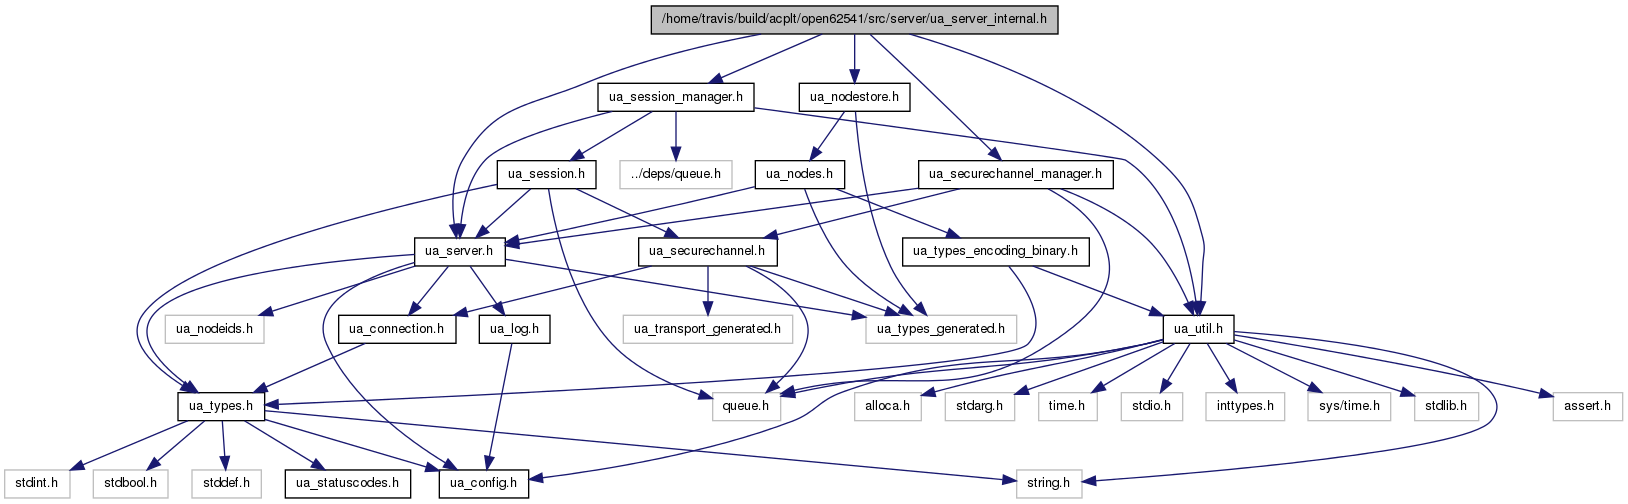 /home/travis/build/acplt/open62541/src/server/ua_server_internal.h
ua_session_manager.h
ua_nodestore.h
ua_session.h
../deps/queue.h
ua_nodes.h
ua_securechannel_manager.h
ua_server.h
ua_securechannel.h
ua_types_encoding_binary.h
ua_nodeids.h
ua_connection.h
ua_log.h
ua_transport_generated.h
ua_types_generated.h
ua_util.h
ua_types.h
queue.h
alloca.h
stdarg.h
time.h
stdio.h
inttypes.h
sys/time.h
stdlib.h
assert.h
stdint.h
stdbool.h
stddef.h
ua_statuscodes.h
ua_config.h
string.h